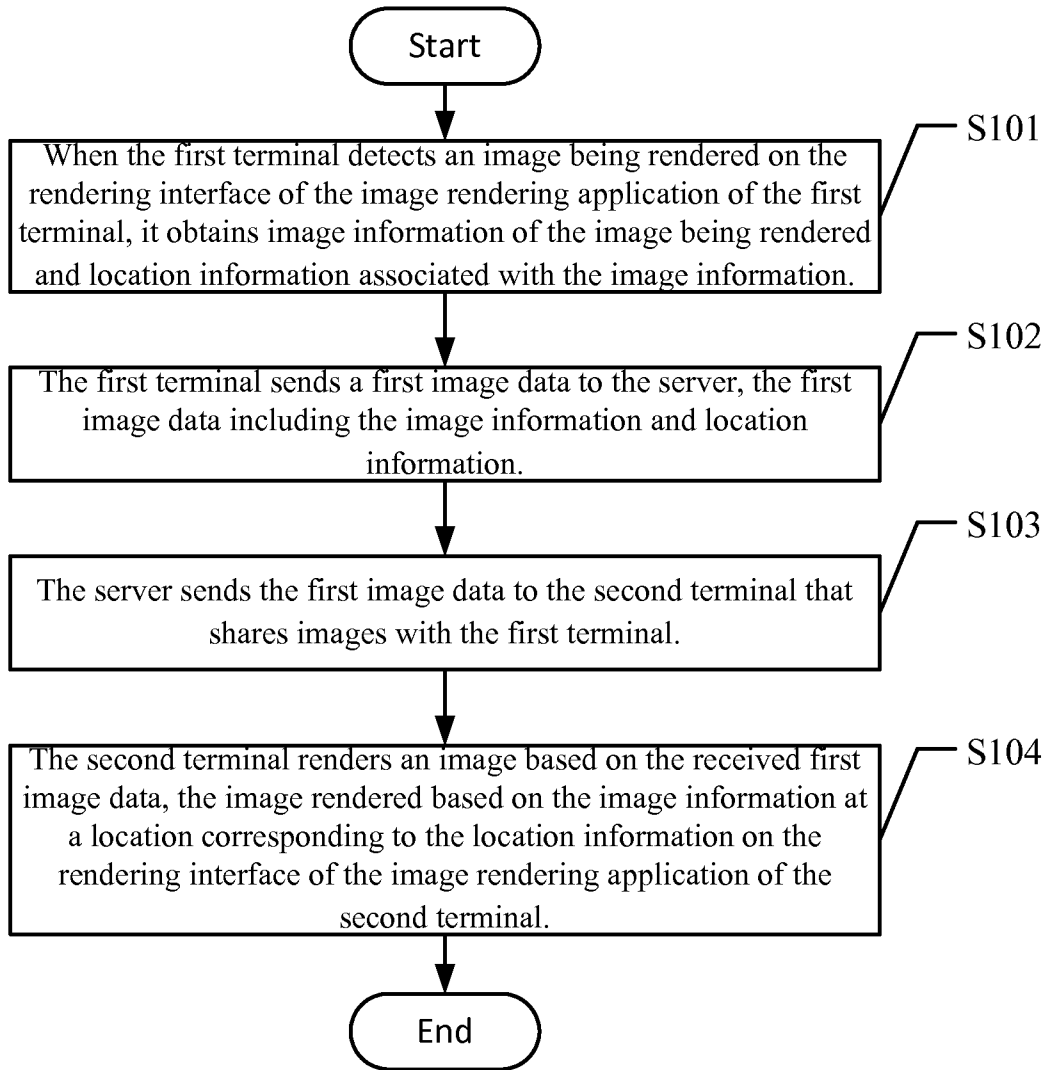 Start
S101
When the first terminal detects an image being rendered on the
rendering interface of the image rendering application of the first
terminal, it obtains image information of the image being rendered
and location information associated with the image information.
S102
The first terminal sends a first image data to the server, the first
image data including the image information and location
information.
S103
The server sends the first image data to the second terminal that
shares images with the first terminal.
S104
The second terminal renders an image based on the received first
image data, the image rendered based on the image information at
a location corresponding to the location information on the
rendering interface of the image rendering application of the
second terminal.
End